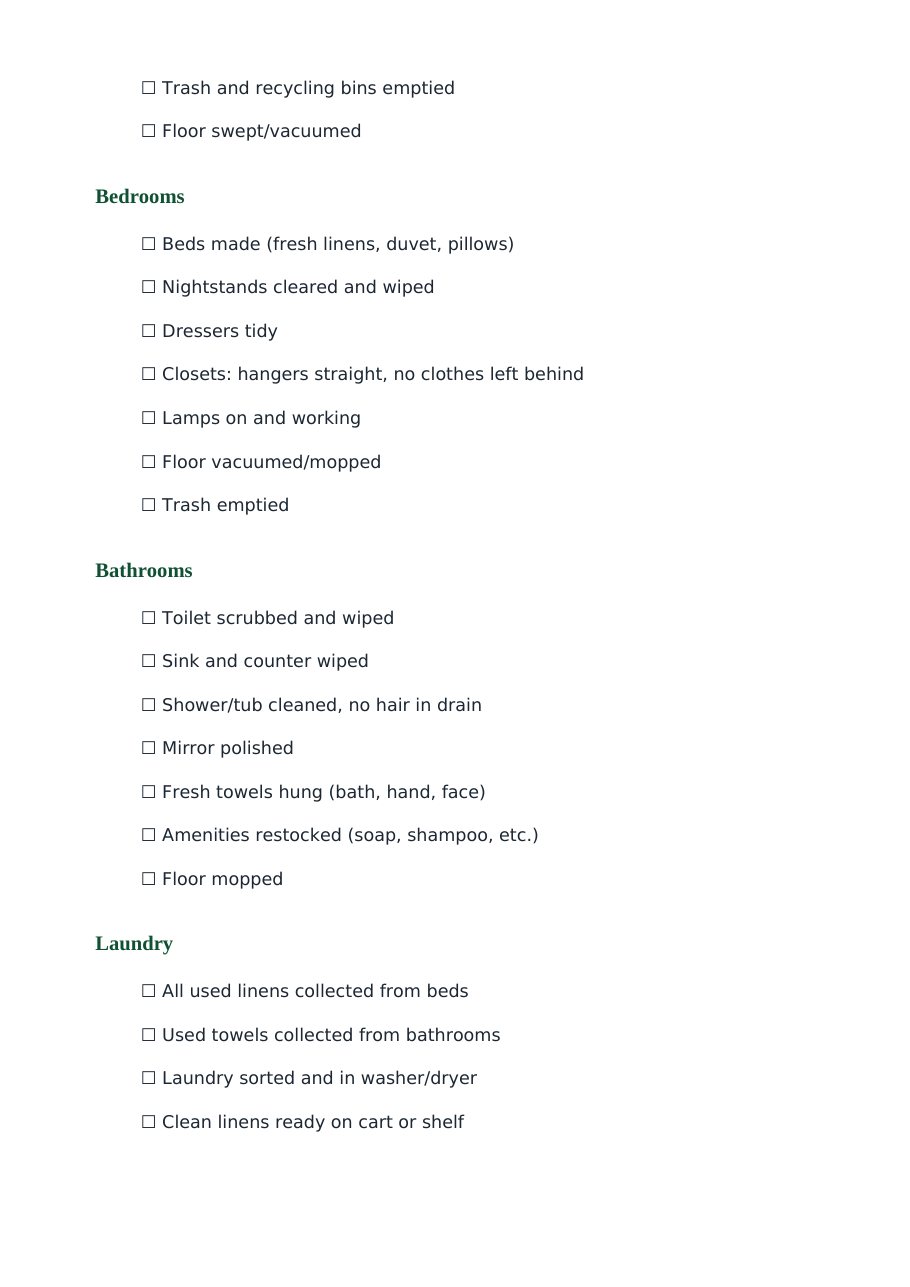 ☐ Trash and recycling bins emptied
☐ Floor swept/vacuumed
Bedrooms
☐ Beds made (fresh linens, duvet, pillows)
☐ Nightstands cleared and wiped
☐ Dressers tidy
☐ Closets: hangers straight, no clothes left behind
☐ Lamps on and working
☐ Floor vacuumed/mopped
☐ Trash emptied
Bathrooms
☐ Toilet scrubbed and wiped
☐ Sink and counter wiped
☐ Shower/tub cleaned, no hair in drain
☐ Mirror polished
☐ Fresh towels hung (bath, hand, face)
☐ Amenities restocked (soap, shampoo, etc.)
☐ Floor mopped
Laundry
☐ All used linens collected from beds
☐ Used towels collected from bathrooms
☐ Laundry sorted and in washer/dryer
☐ Clean linens ready on cart or shelf